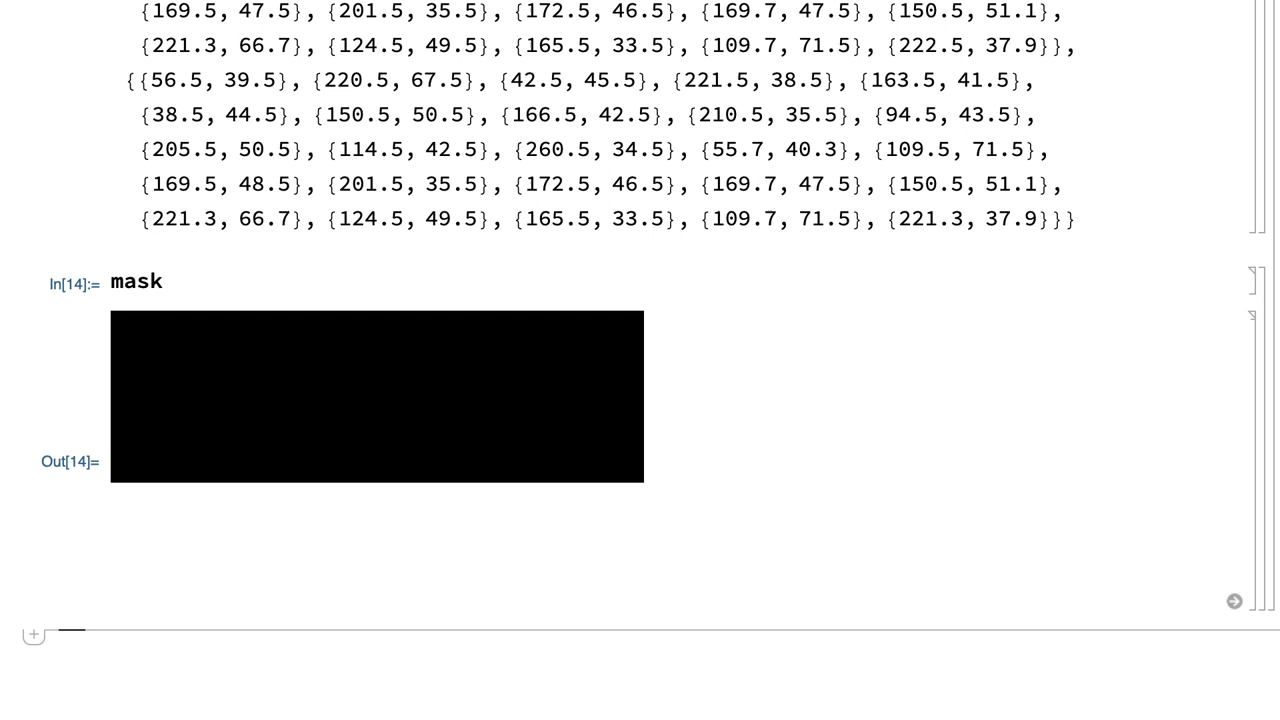 {169.5, 47.5}, {201.5, 35.5}, {172.5, 46.5}, {169.7, 47.5}, {150.5, 51.1},
{221.3, 66.7}, {124.5, 49.5}, {165.5, 33.5}, {109.7, 71.5}, {222.5, 37.9}},
{{56.5, 39.5}, {220.5, 67.5}, {42.5, 45.5}, {221.5, 38.5}, {163.5, 41.5},
{38.5, 44.5}, {150.5, 50.5}, {166.5, 42.5}, {210.5, 35.5}, {94.5, 43.5},
{205.5, 50.5}, {114.5, 42.5}, {260.5, 34.5}, {55.7, 40.3}, {109.5, 71.5},
{169.5, 48.5}, {201.5, 35.5}, {172.5, 46.5}, {169.7, 47.5}, {150.5, 51.1},
{221.3, 66.7}, {124.5, 49.5}, {165.5, 33.5}, {109.7, 71.5}, {221.3, 37.9}}}
In[14]:= mask
Out[14]=